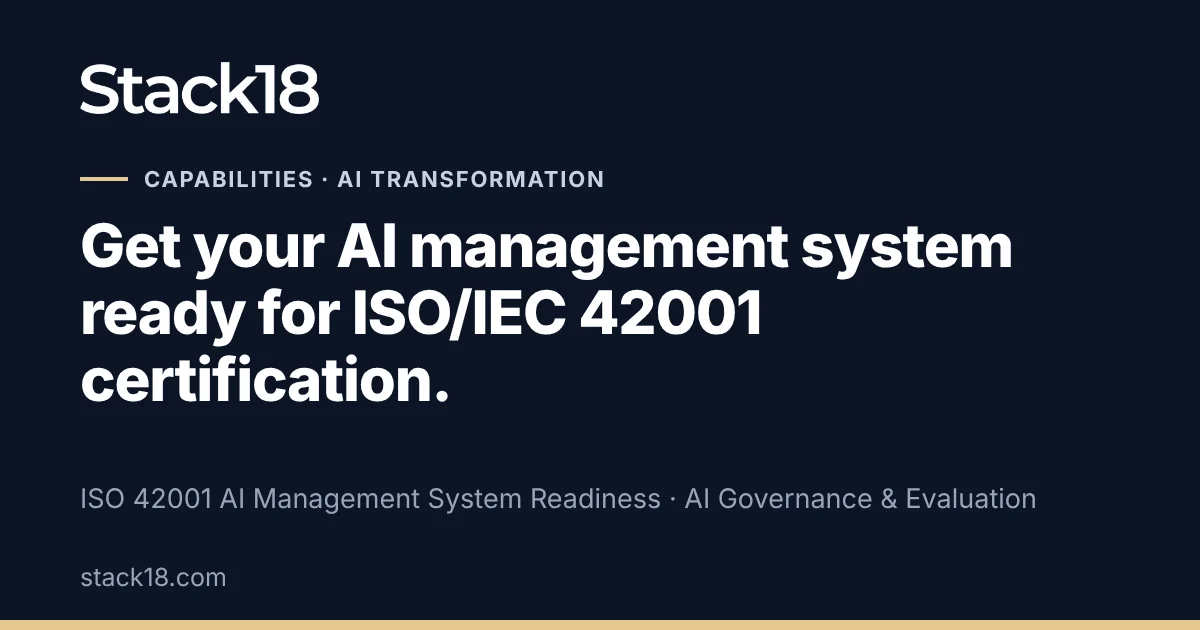 Stack18
CAPABILITIES · AI TRANSFORMATION
Get your AI management system
ready for ISO/IEC 42001
certification.
ISO 42001 AI Management System Readiness · AI Governance & Evaluation
stack18.com